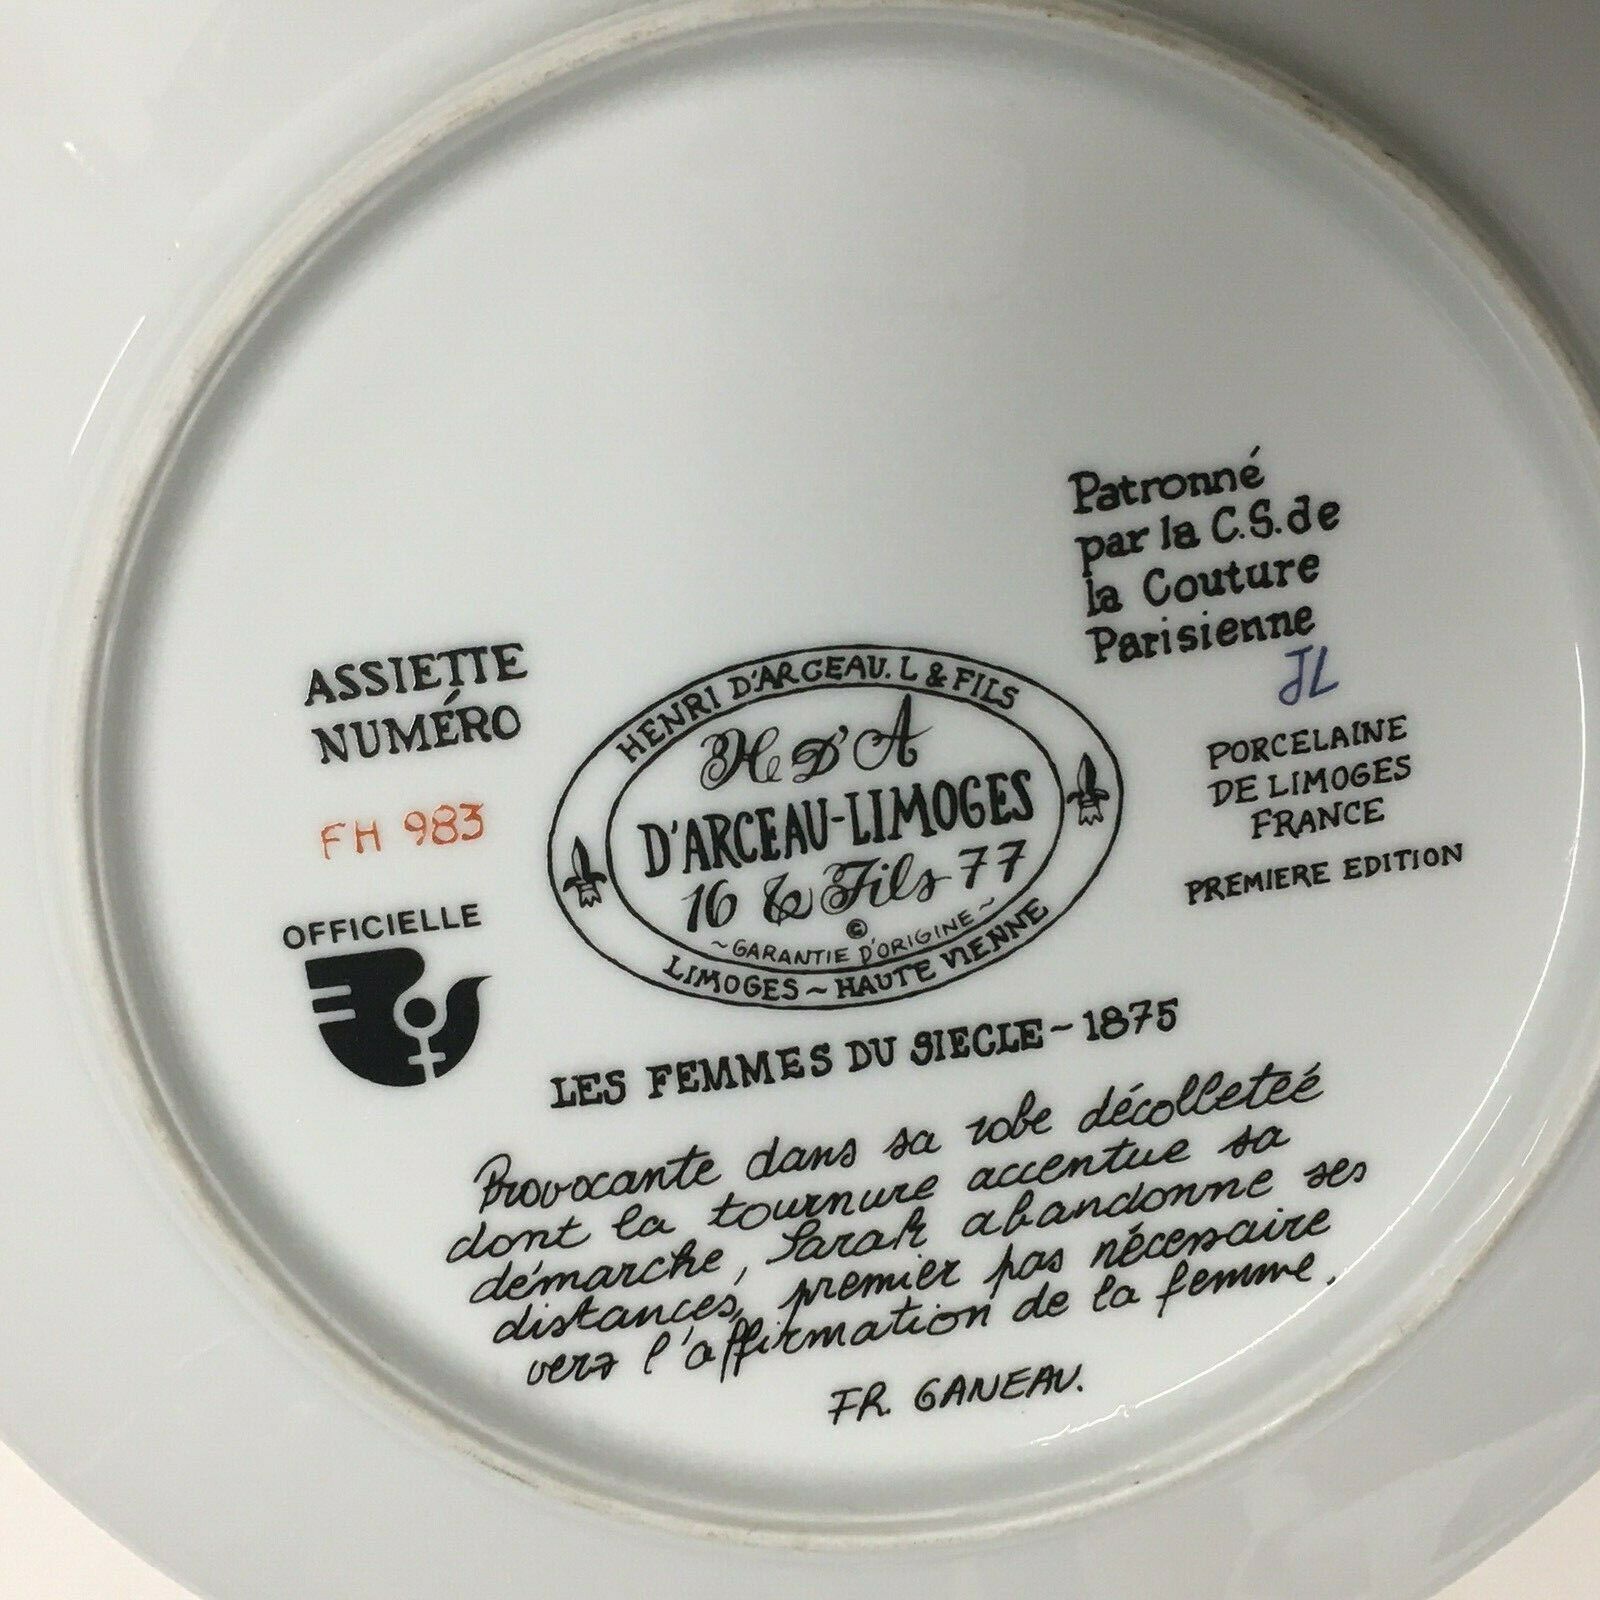 Patronné
par la C.S. de
la Couture
Parisienne
JL
ASSIETTE
NUMÉRO
FH 983
OFFICIELLE
HENRI D'ARCEAU. L & FILS
H D'A
D'ARCEAU-LIMOGES
16 & Fils 77
©
~GARANTIE D'ORIGINE~
LIMOGES ~ HAUTE VIENNE
PORCELAINE
DE LIMOGES
FRANCE
PREMIERE EDITION
LES FEMMES DU SIECLE ~ 1875
Provocante dans sa robe décolleteé
dont la tournure accentue sa
démarche, Sarah abandonne ses
distances, premier pas nécessaire
vers l'affirmation de la femme.
FR. GANEAU.